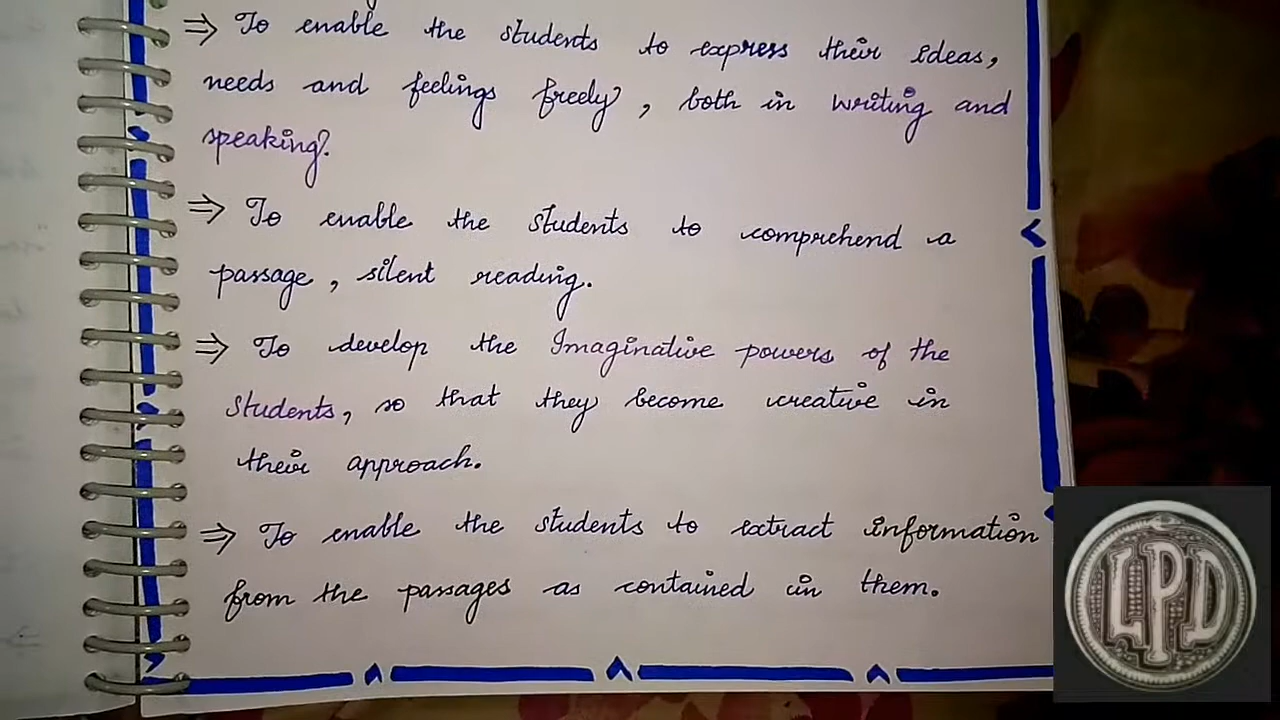 ⇒ To enable the students to express their ideas,
needs and feelings freely, both in writing and
speaking.
⇒ To enable the students to comprehend a
passage, silent reading.
⇒ To develop the Imaginative powers of the
students, so that they become creative in
their approach.
⇒ To enable the students to extract information
from the passages as contained in them.
LPD